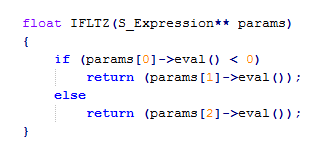 float IFLTZ(S_Expression** params)
{
    if (params[0]->eval() < 0)
        return (params[1]->eval());
    else
        return (params[2]->eval());
}